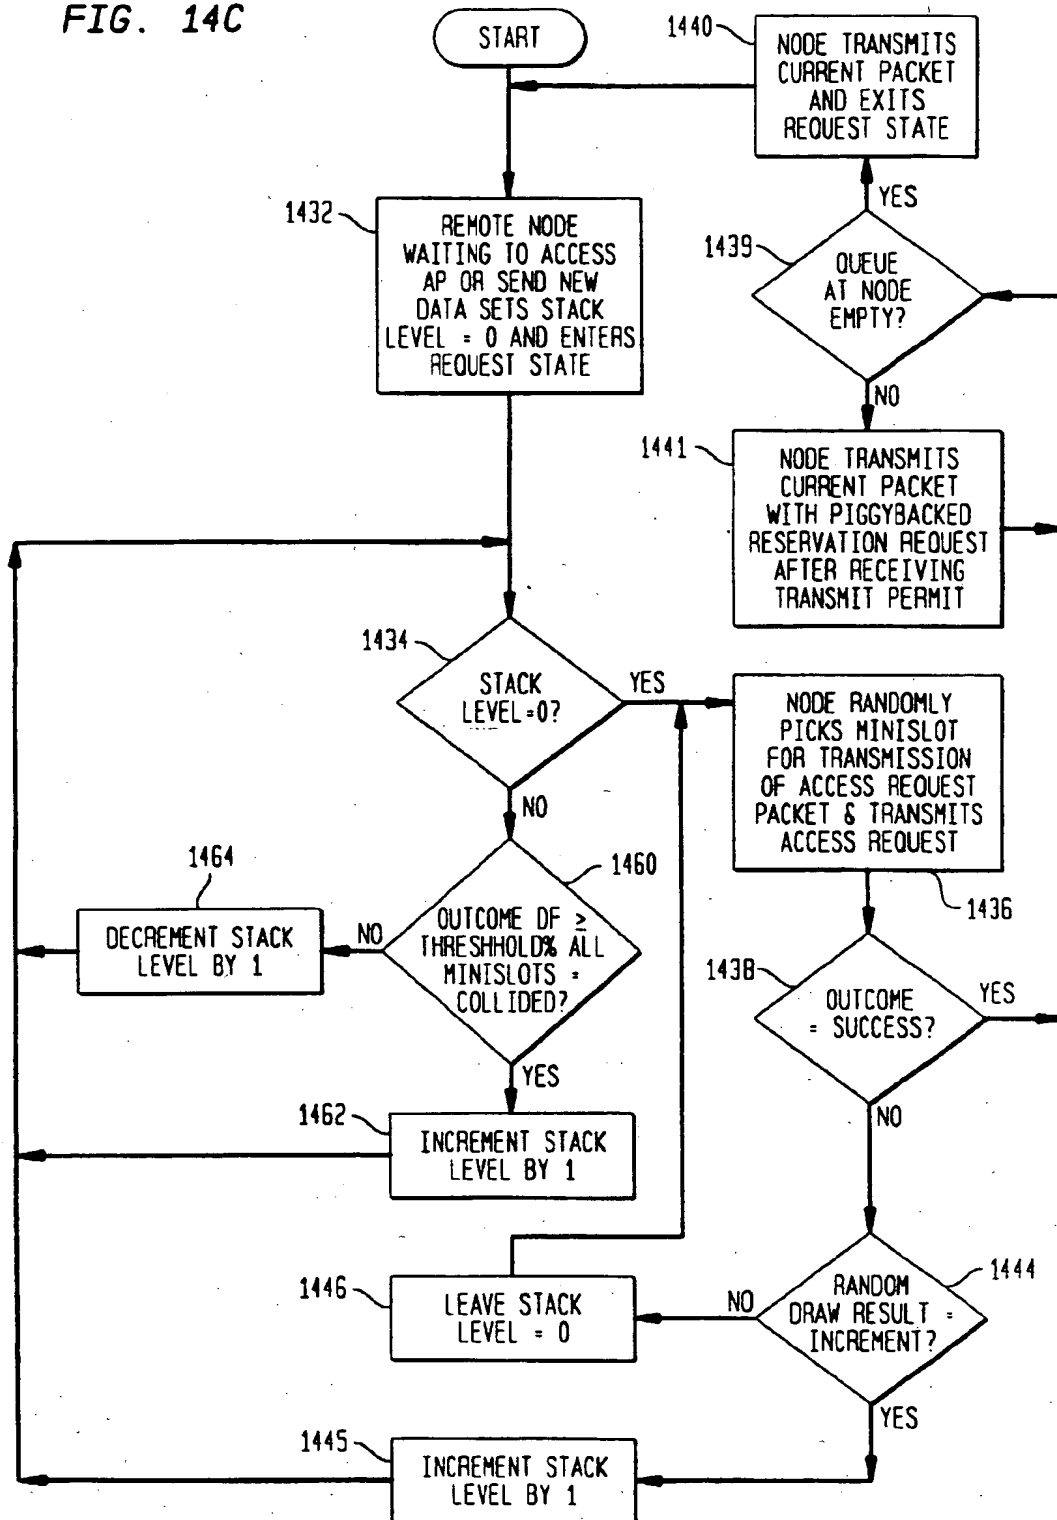 FIG. 14C
START
1440
NODE TRANSMITS
CURRENT PACKET
AND EXITS
REQUEST STATE
YES
1432
REMOTE NODE
WAITING TO ACCESS
AP OR SEND NEW
DATA SETS STACK
LEVEL = 0 AND ENTERS
REQUEST STATE
1439
QUEUE
AT NODE
EMPTY?
NO
1441
NODE TRANSMITS
CURRENT PACKET
WITH PIGGYBACKED
RESERVATION REQUEST
AFTER RECEIVING
TRANSMIT PERMIT
1434
STACK
LEVEL=0?
YES
NO
NODE RANDOMLY
PICKS MINISLOT
FOR TRANSMISSION
OF ACCESS REQUEST
PACKET & TRANSMITS
ACCESS REQUEST
1436
1464
DECREMENT STACK
LEVEL BY 1
NO
1460
OUTCOME OF ≥
THRESHHOLD% ALL
MINISLOTS =
COLLIDED?
YES
1438
OUTCOME
= SUCCESS?
YES
NO
1462
INCREMENT STACK
LEVEL BY 1
1446
LEAVE STACK
LEVEL = 0
NO
1444
RANDOM
DRAW RESULT =
INCREMENT?
YES
1445
INCREMENT STACK
LEVEL BY 1